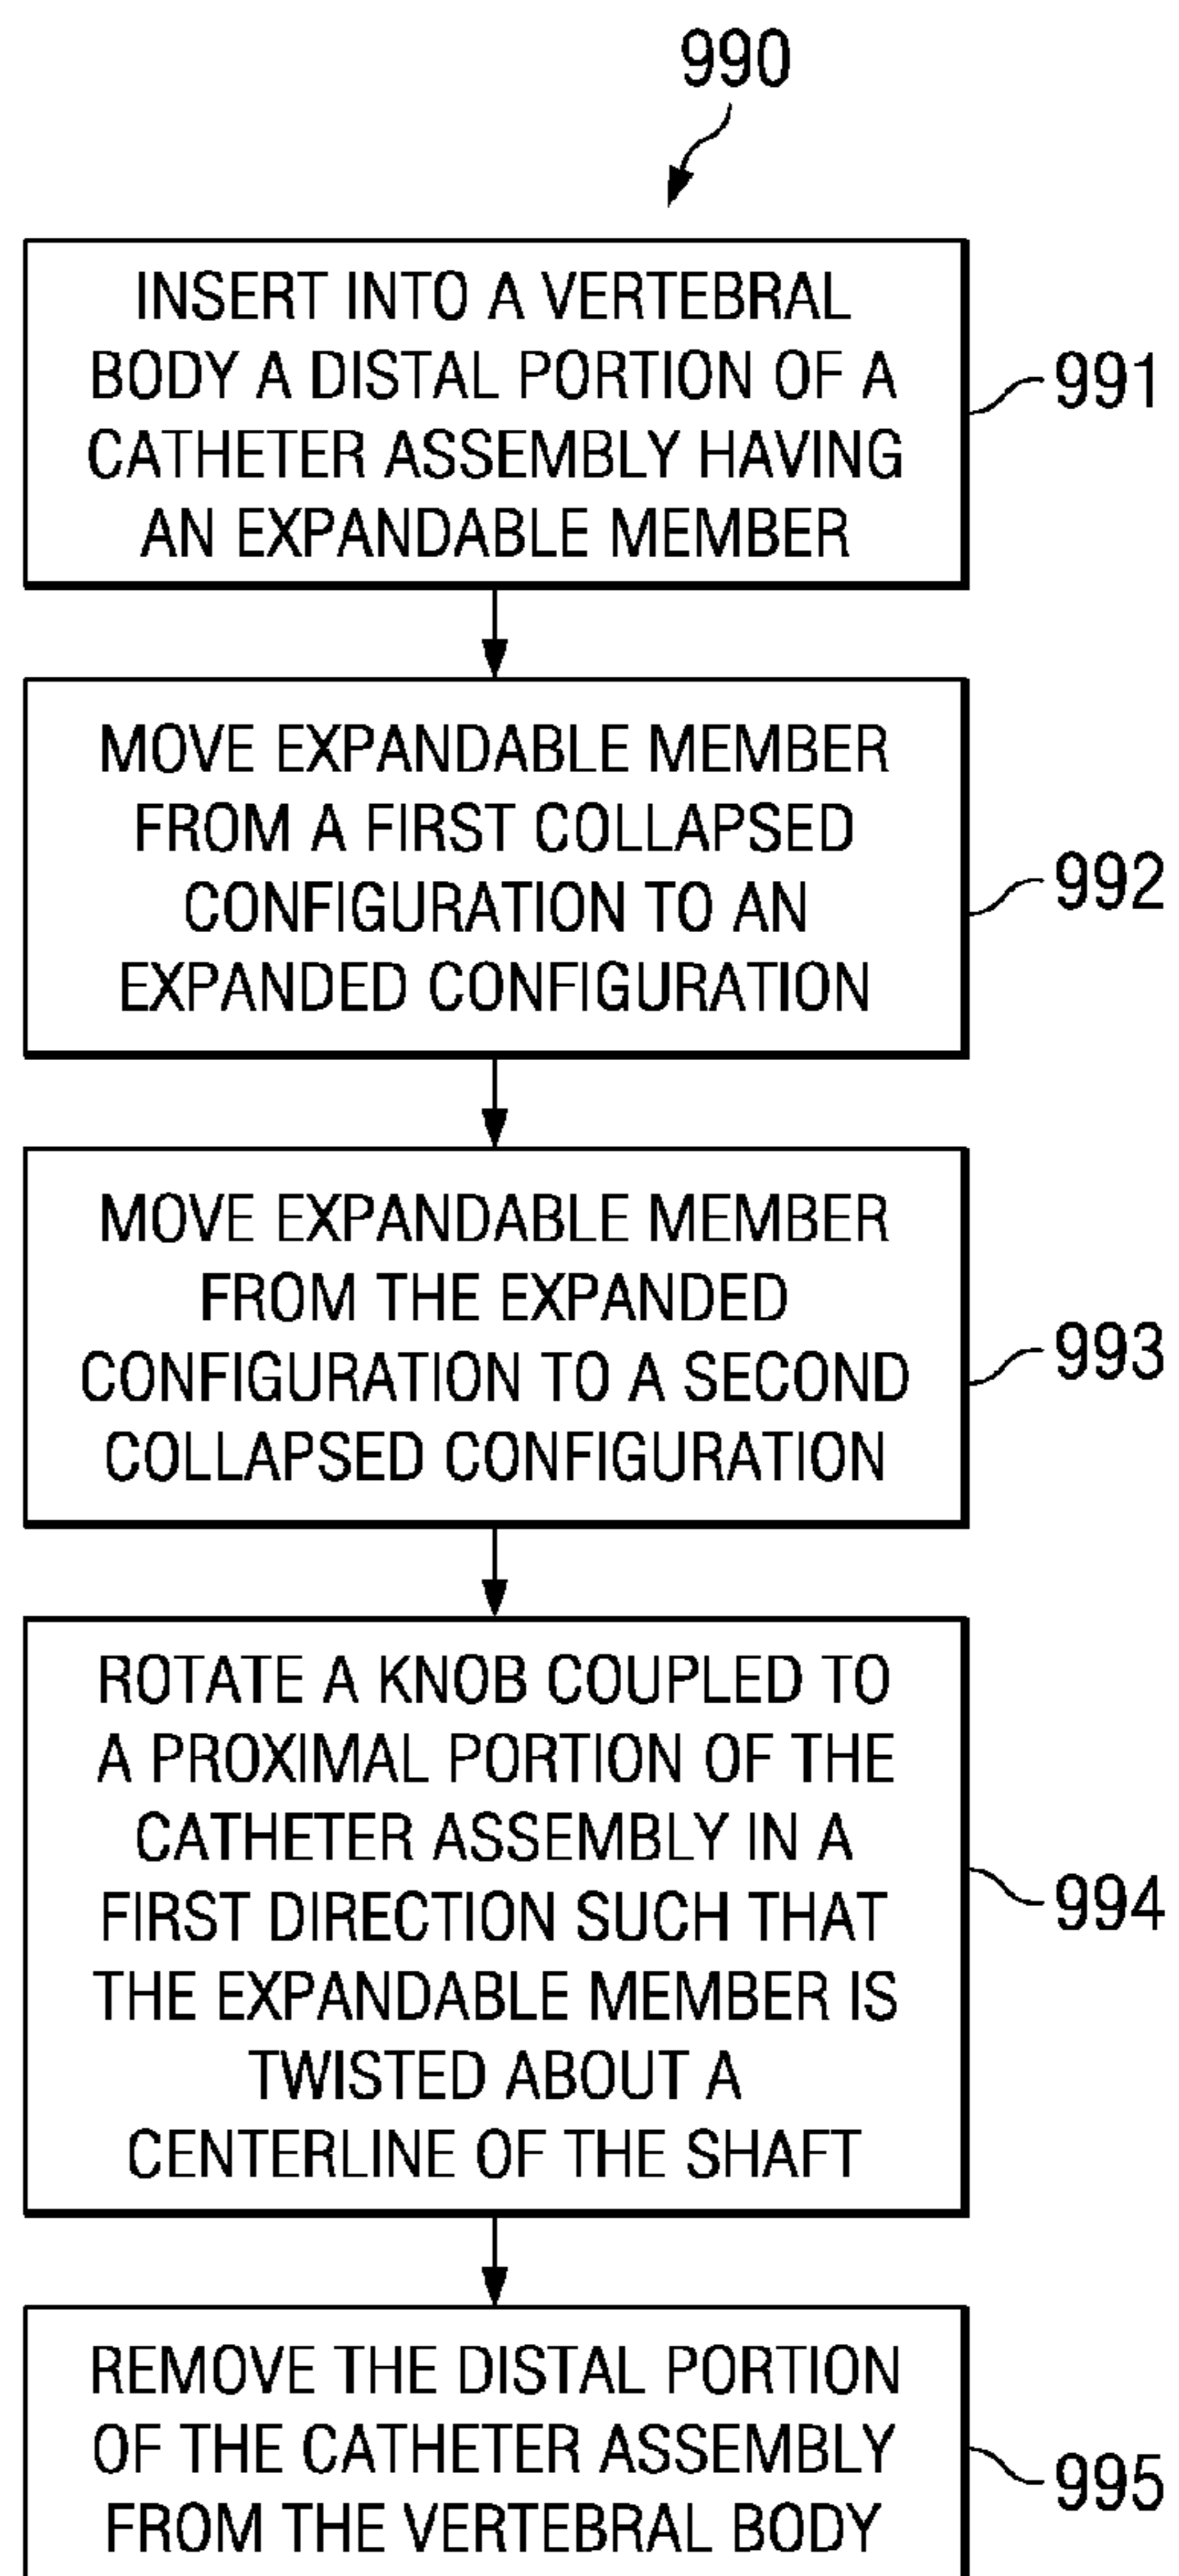 990
INSERT INTO A VERTEBRAL
BODY A DISTAL PORTION OF A
CATHETER ASSEMBLY HAVING
AN EXPANDABLE MEMBER
991
MOVE EXPANDABLE MEMBER
FROM A FIRST COLLAPSED
CONFIGURATION TO AN
EXPANDED CONFIGURATION
992
MOVE EXPANDABLE MEMBER
FROM THE EXPANDED
CONFIGURATION TO A SECOND
COLLAPSED CONFIGURATION
993
ROTATE A KNOB COUPLED TO
A PROXIMAL PORTION OF THE
CATHETER ASSEMBLY IN A
FIRST DIRECTION SUCH THAT
THE EXPANDABLE MEMBER IS
TWISTED ABOUT A
CENTERLINE OF THE SHAFT
994
REMOVE THE DISTAL PORTION
OF THE CATHETER ASSEMBLY
FROM THE VERTEBRAL BODY
995